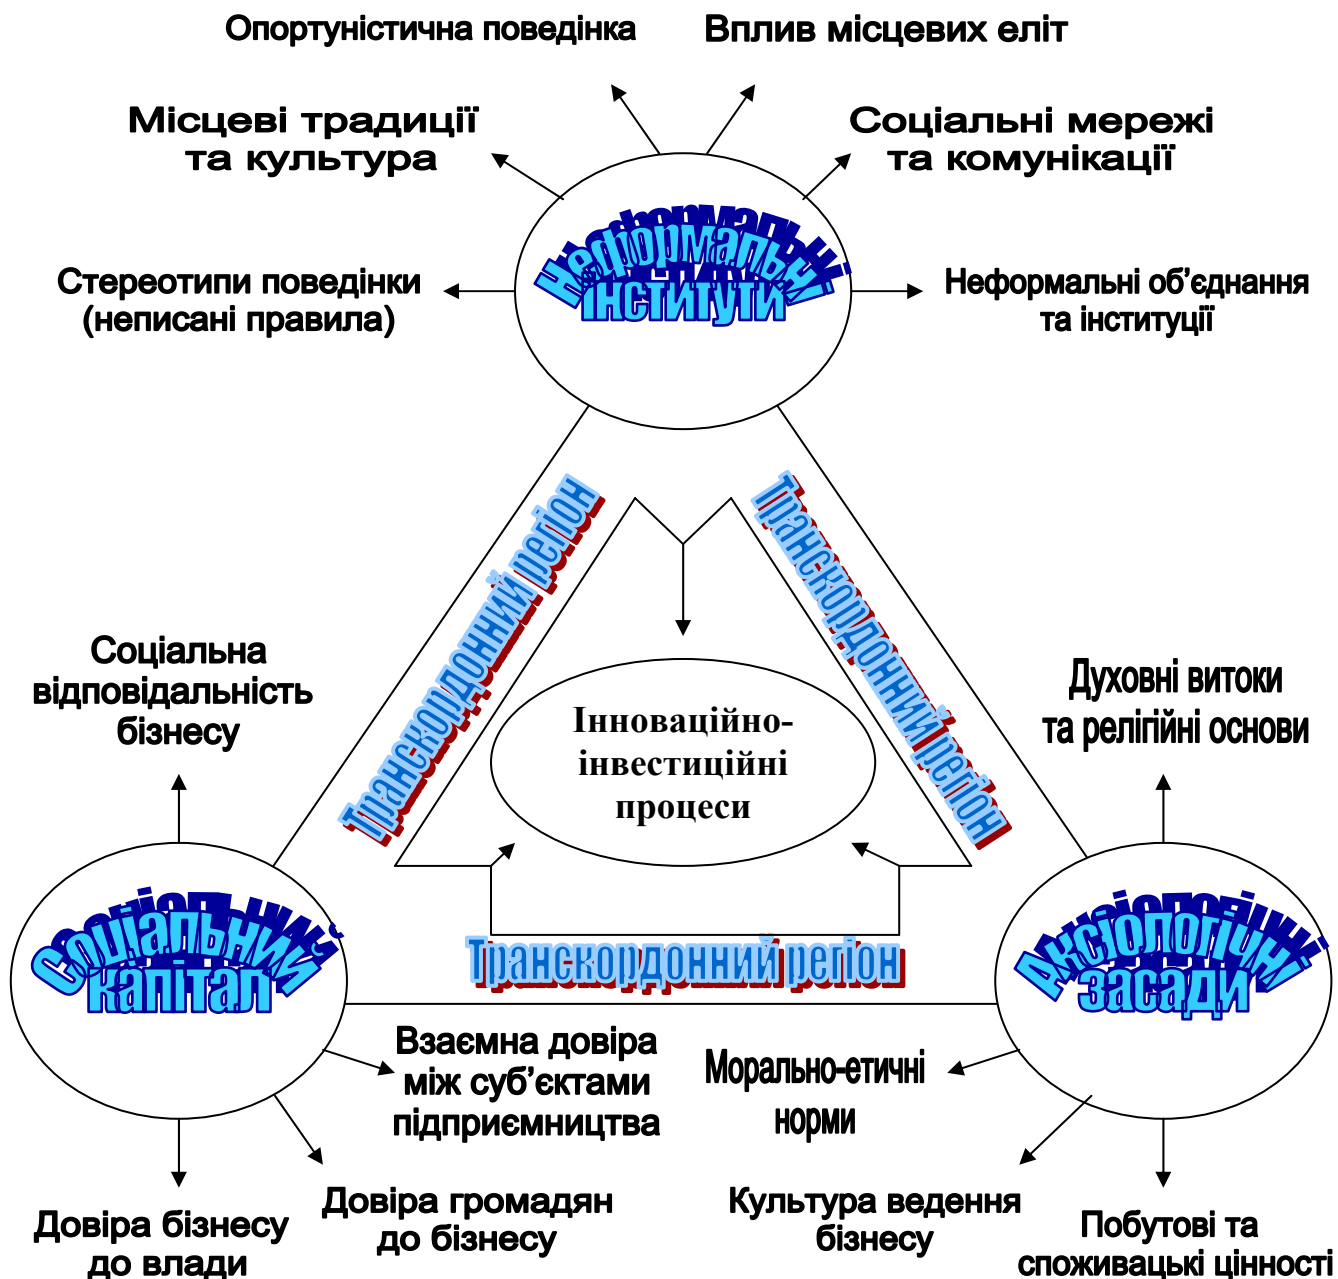 Опортуністична поведінка
Вплив місцевих еліт
Місцеві традиції
та культура
Соціальні мережі
та комунікації
Неформальні
інститути
Стереотипи поведінки
(неписані правила)
Неформальні об’єднання
та інституції
Транскордонний регіон
Транскордонний регіон
Соціальна
відповідальність
бізнесу
Інноваційно-
інвестиційні
процеси
Духовні витоки
та релігійні основи
Соціальний
капітал
Транскордонний регіон
Аксіологічні
засади
Взаємна довіра
між суб’єктами
підприємництва
Морально-етичні
норми
Довіра бізнесу
до влади
Довіра громадян
до бізнесу
Культура ведення
бізнесу
Побутові та
споживацькі цінності